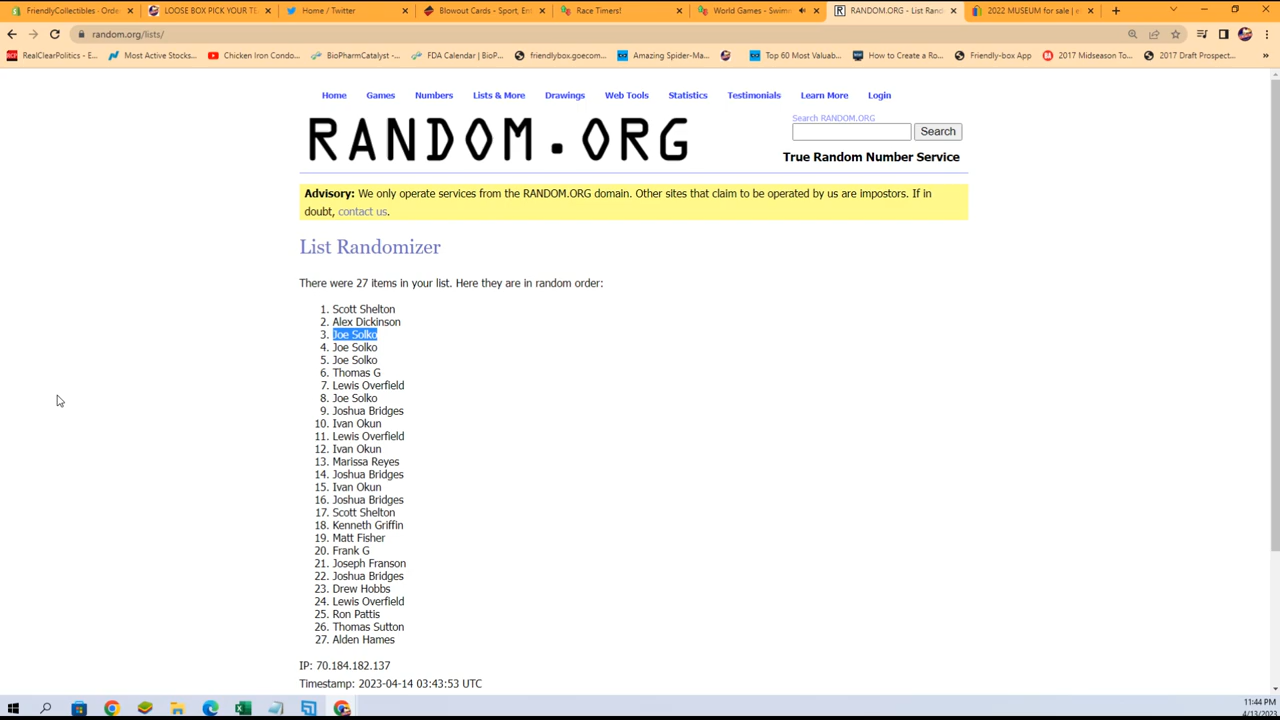 FriendlyCollectibles - Orde
LOOSE BOX PICK YOUR TE
Home / Twitter
Blowout Cards - Sport, Ent
Race Timers!
World Games - Swimm
RANDOM.ORG - List Rand
2022 MUSEUM for sale | e
random.org/lists/
RealClearPolitics - E...
Most Active Stocks...
Chicken Iron Condo...
BioPharmCatalyst -...
FDA Calendar | BioP...
friendlybox.goecom...
Amazing Spider-Ma...
Top 60 Most Valuab...
How to Create a Ro...
Friendly-box App
2017 Midseason To...
2017 Draft Prospect...
Home Games Numbers Lists & More Drawings Web Tools Statistics Testimonials Learn More Login
RANDOM.ORG
Search RANDOM.ORG
Search
True Random Number Service
Advisory: We only operate services from the RANDOM.ORG domain. Other sites that claim to be operated by us are impostors. If in
doubt, contact us.
List Randomizer
There were 27 items in your list. Here they are in random order:
1. Scott Shelton
2. Alex Dickinson
3. Joe Solko
4. Joe Solko
5. Joe Solko
6. Thomas G
7. Lewis Overfield
8. Joe Solko
9. Joshua Bridges
10. Ivan Okun
11. Lewis Overfield
12. Ivan Okun
13. Marissa Reyes
14. Joshua Bridges
15. Ivan Okun
16. Joshua Bridges
17. Scott Shelton
18. Kenneth Griffin
19. Matt Fisher
20. Frank G
21. Joseph Franson
22. Joshua Bridges
23. Drew Hobbs
24. Lewis Overfield
25. Ron Pattis
26. Thomas Sutton
27. Alden Hames
IP: 70.184.182.137
Timestamp: 2023-04-14 03:43:53 UTC
11:44 PM
4/13/2023